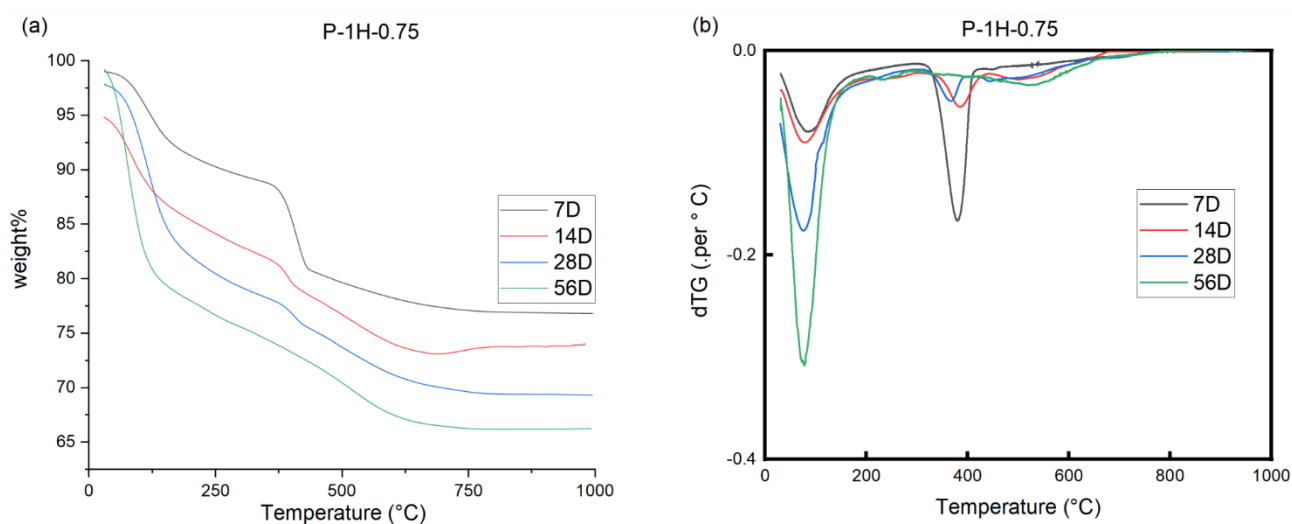 (a)
P-1H-0.75
100
95
90
85
80
75
70
65
weight%
7D
14D
28D
56D
0
250
500
750
1000
Temperature (°C)
(b)
P-1H-0.75
0.0
-0.2
-0.4
dTG (.per ° C)
7D
14D
28D
56D
0
200
400
600
800
1000
Temperature (°C)